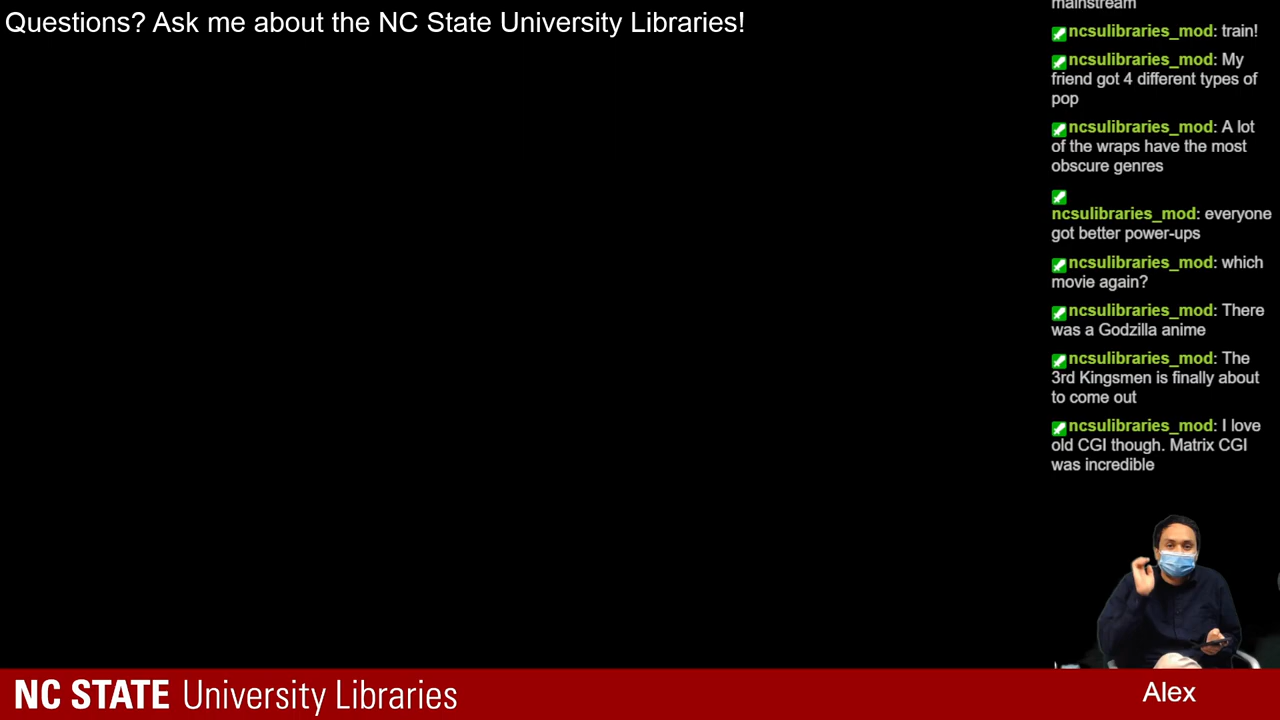 Questions? Ask me about the NC State University Libraries!
mainstream
ncsulibraries_mod: train!
ncsulibraries_mod: My
friend got 4 different types of
pop
ncsulibraries_mod: A lot
of the wraps have the most
obscure genres
ncsulibraries_mod: everyone
got better power-ups
ncsulibraries_mod: which
movie again?
ncsulibraries_mod: There
was a Godzilla anime
ncsulibraries_mod: The
3rd Kingsmen is finally about
to come out
ncsulibraries_mod: I love
old CGI though. Matrix CGI
was incredible
NC STATE University Libraries
Alex